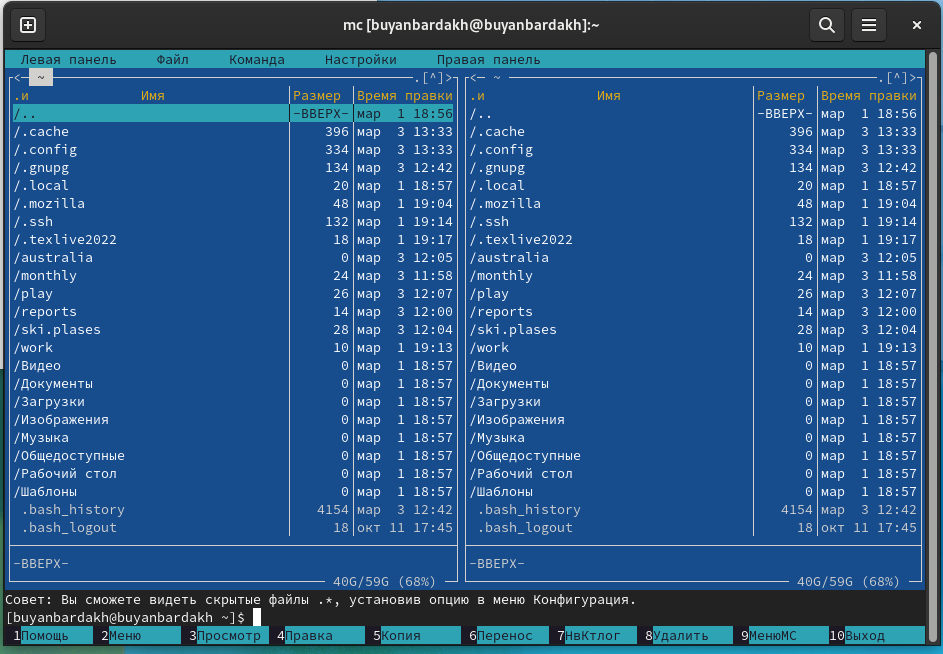 mc [buyanbardakh@buyanbardakh]:~
Левая панель Файл Команда Настройки Правая панель
<─ ~ .[^]> <─ ~ .[^]>
.и Имя Размер Время правки .и Имя Размер Время правки
/.. -ВВЕРХ- мар 1 18:56 /.. -ВВЕРХ- мар 1 18:56
/.cache 396 мар 3 13:33 /.cache 396 мар 3 13:33
/.config 334 мар 3 13:33 /.config 334 мар 3 13:33
/.gnupg 134 мар 3 12:42 /.gnupg 134 мар 3 12:42
/.local 20 мар 1 18:57 /.local 20 мар 1 18:57
/.mozilla 48 мар 1 19:04 /.mozilla 48 мар 1 19:04
/.ssh 132 мар 1 19:14 /.ssh 132 мар 1 19:14
/.texlive2022 18 мар 1 19:17 /.texlive2022 18 мар 1 19:17
/australia 0 мар 3 12:05 /australia 0 мар 3 12:05
/monthly 24 мар 3 11:58 /monthly 24 мар 3 11:58
/play 26 мар 3 12:07 /play 26 мар 3 12:07
/reports 14 мар 3 12:00 /reports 14 мар 3 12:00
/ski.plases 28 мар 3 12:04 /ski.plases 28 мар 3 12:04
/work 10 мар 1 19:13 /work 10 мар 1 19:13
/Видео 0 мар 1 18:57 /Видео 0 мар 1 18:57
/Документы 0 мар 1 18:57 /Документы 0 мар 1 18:57
/Загрузки 0 мар 1 18:57 /Загрузки 0 мар 1 18:57
/Изображения 0 мар 1 18:57 /Изображения 0 мар 1 18:57
/Музыка 0 мар 1 18:57 /Музыка 0 мар 1 18:57
/Общедоступные 0 мар 1 18:57 /Общедоступные 0 мар 1 18:57
/Рабочий стол 0 мар 1 18:57 /Рабочий стол 0 мар 1 18:57
/Шаблоны 0 мар 1 18:57 /Шаблоны 0 мар 1 18:57
.bash_history 4154 мар 3 12:42 .bash_history 4154 мар 3 12:42
.bash_logout 18 окт 11 17:45 .bash_logout 18 окт 11 17:45
-ВВЕРХ- -ВВЕРХ-
40G/59G (68%) 40G/59G (68%)
Совет: Вы сможете видеть скрытые файлы .*, установив опцию в меню Конфигурация.
[buyanbardakh@buyanbardakh ~]$
1Помощь 2Меню 3Просмотр 4Правка 5Копия 6Перенос 7НвКтлог 8Удалить 9МенюМС 10Выход